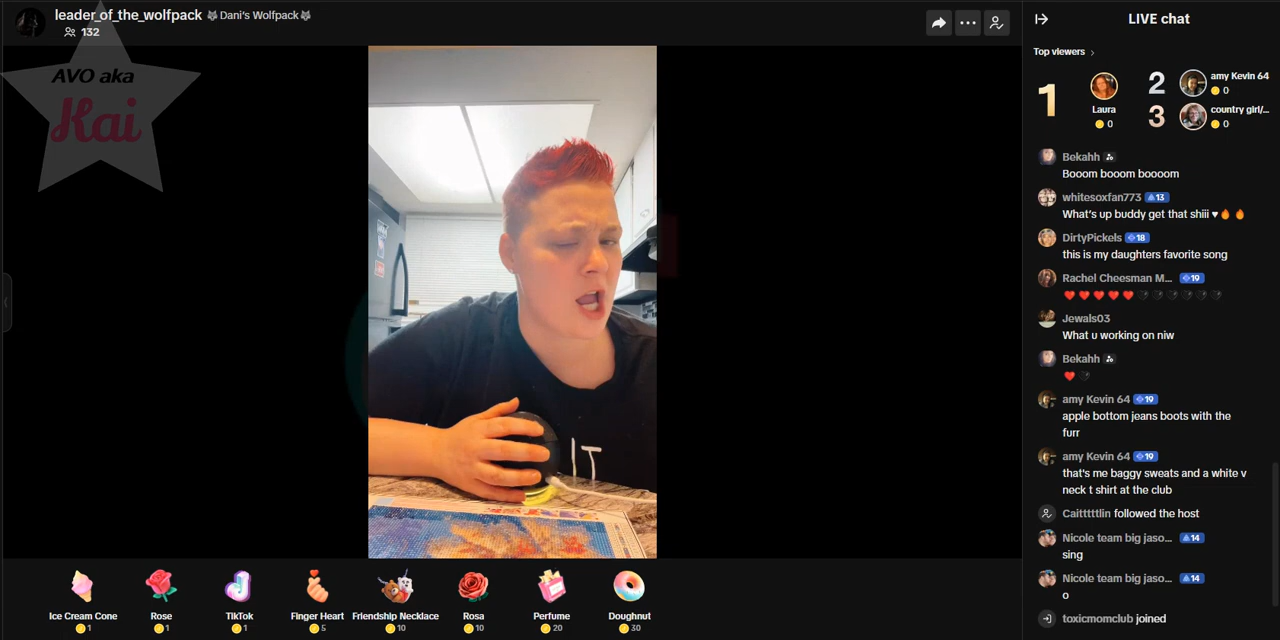 leader_of_the_wolfpack 🐺Dani's Wolfpack🐺
132
AVO aka
Kai
IT
Ice Cream Cone
1
Rose
1
TikTok
1
Finger Heart
5
Friendship Necklace
10
Rosa
10
Perfume
20
Doughnut
30
LIVE chat
Top viewers >
1
Laura
0
2
amy Kevin 64
0
3
country girl/...
0
Bekahh
Booom booom boooom
whitesoxfan773 13
What's up buddy get that shiii ♥🔥🔥
DirtyPickels 18
this is my daughters favorite song
Rachel Cheesman M... 19
❤❤❤❤❤🖤🖤🖤🖤🖤🖤
Jewals03
What u working on niw
Bekahh
❤🖤
amy Kevin 64 19
apple bottom jeans boots with the
furr
amy Kevin 64 19
that's me baggy sweats and a white v
neck t shirt at the club
Caitttttlin followed the host
Nicole team big jaso... 14
sing
Nicole team big jaso... 14
o
toxicmomclub joined